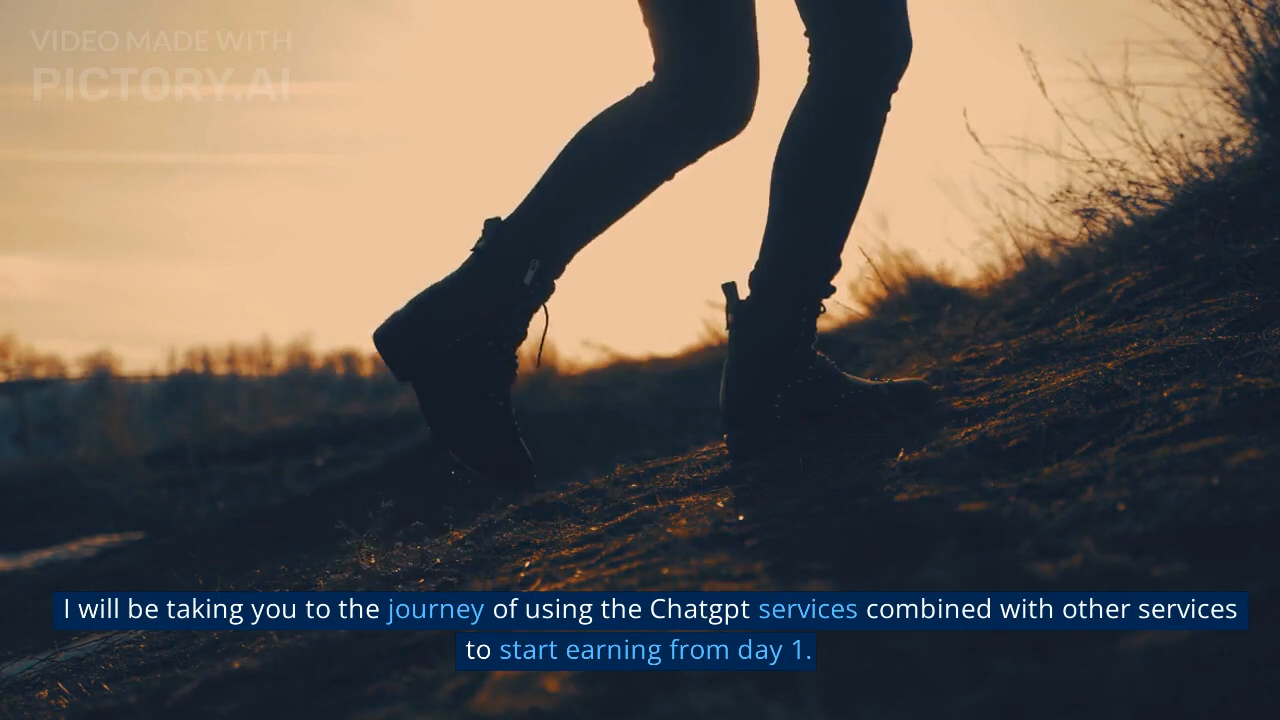 VIDEO MADE WITH
PICTORY.AI
I will be taking you to the journey of using the Chatgpt services combined with other services
to start earning from day 1.